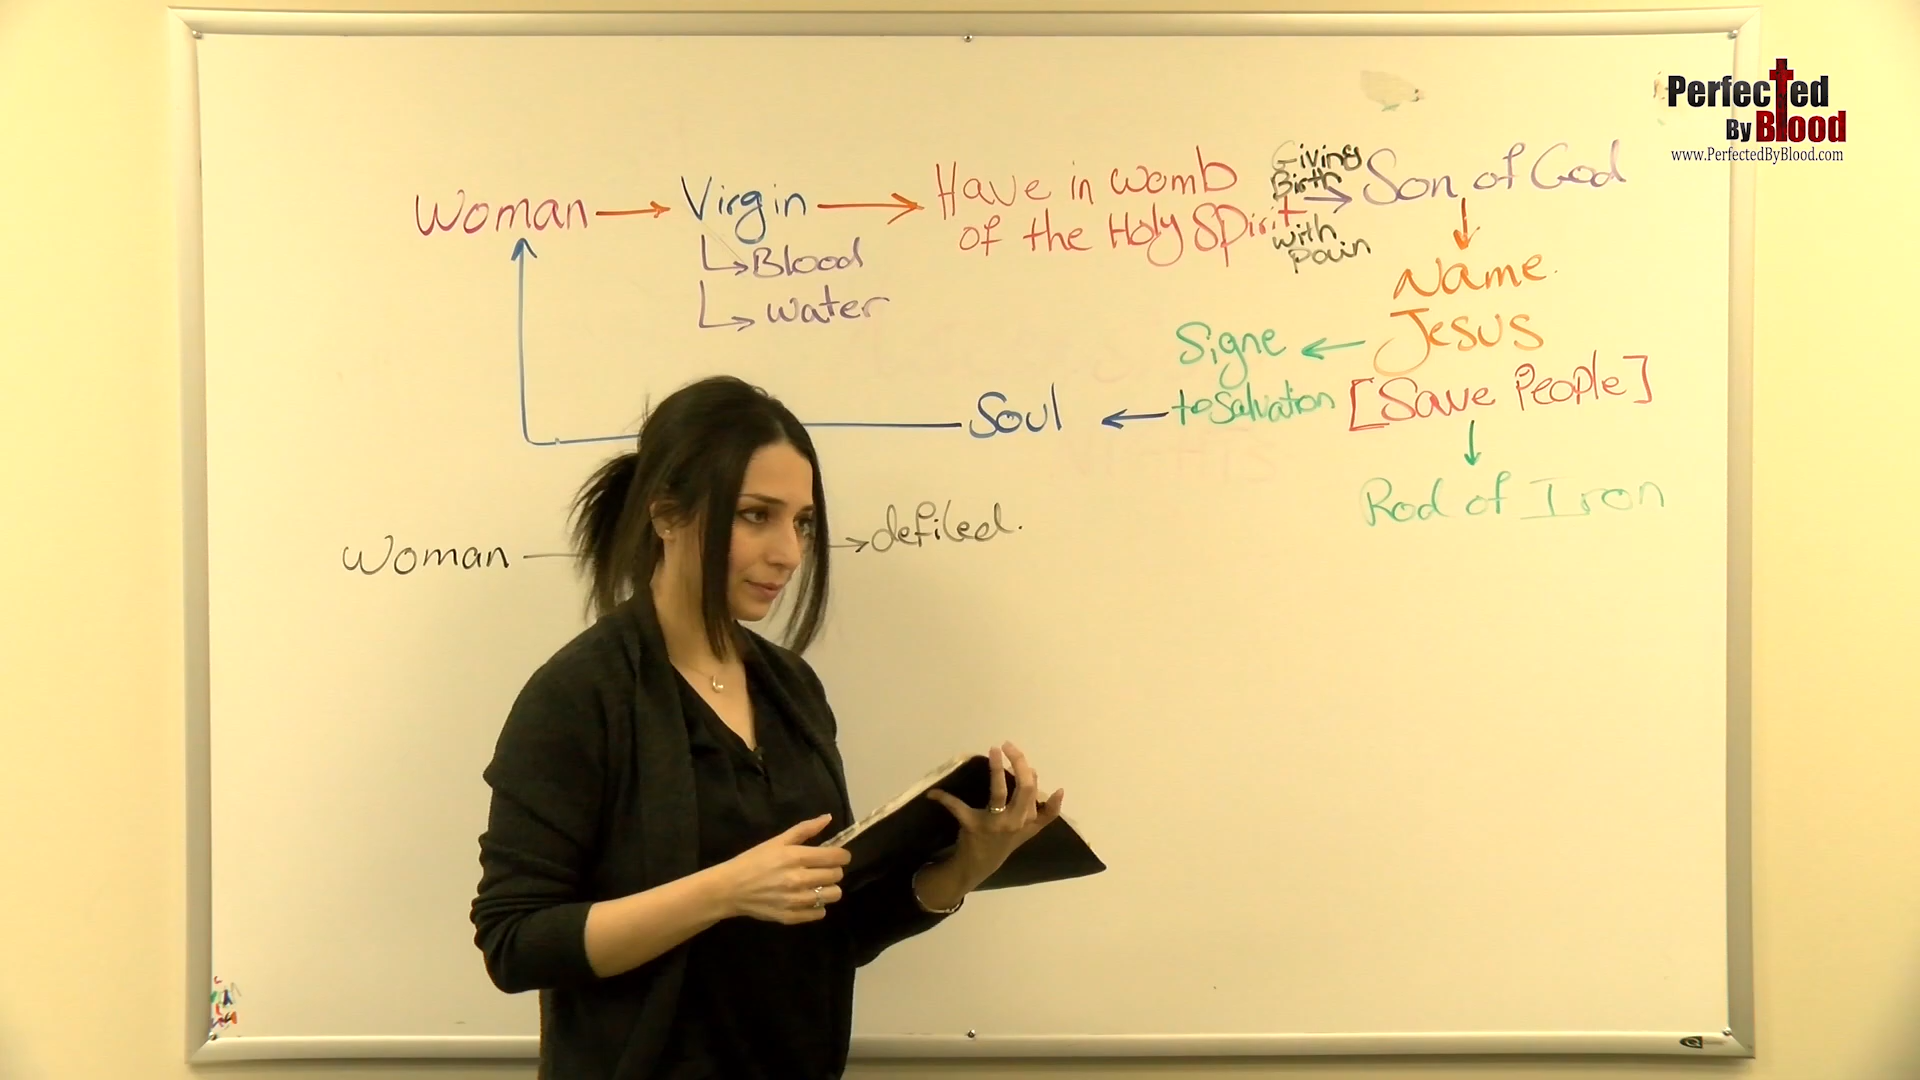 Perfected
By Blood
www.PerfectedByBlood.com
Woman → Virgin → Have in womb
of the Holy Spirit
Giving
Birth
with
Pain
→ Son of God
↳ Blood
↳ water
Name
Jesus
[Save People]
Signe
to Salvation
Soul
Rod of Iron
Woman → defiled.